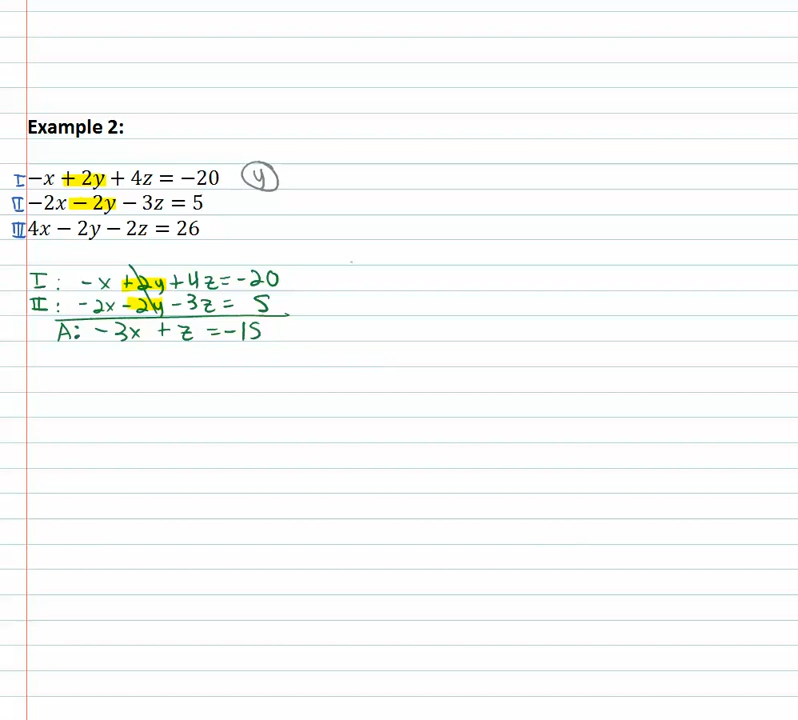 Example 2:
I −x + 2y + 4z = −20 y
II −2x − 2y − 3z = 5
III 4x − 2y − 2z = 26
I: -x +2y +4z = -20
II: -2x -2y -3z = 5
A: -3x + z = -15